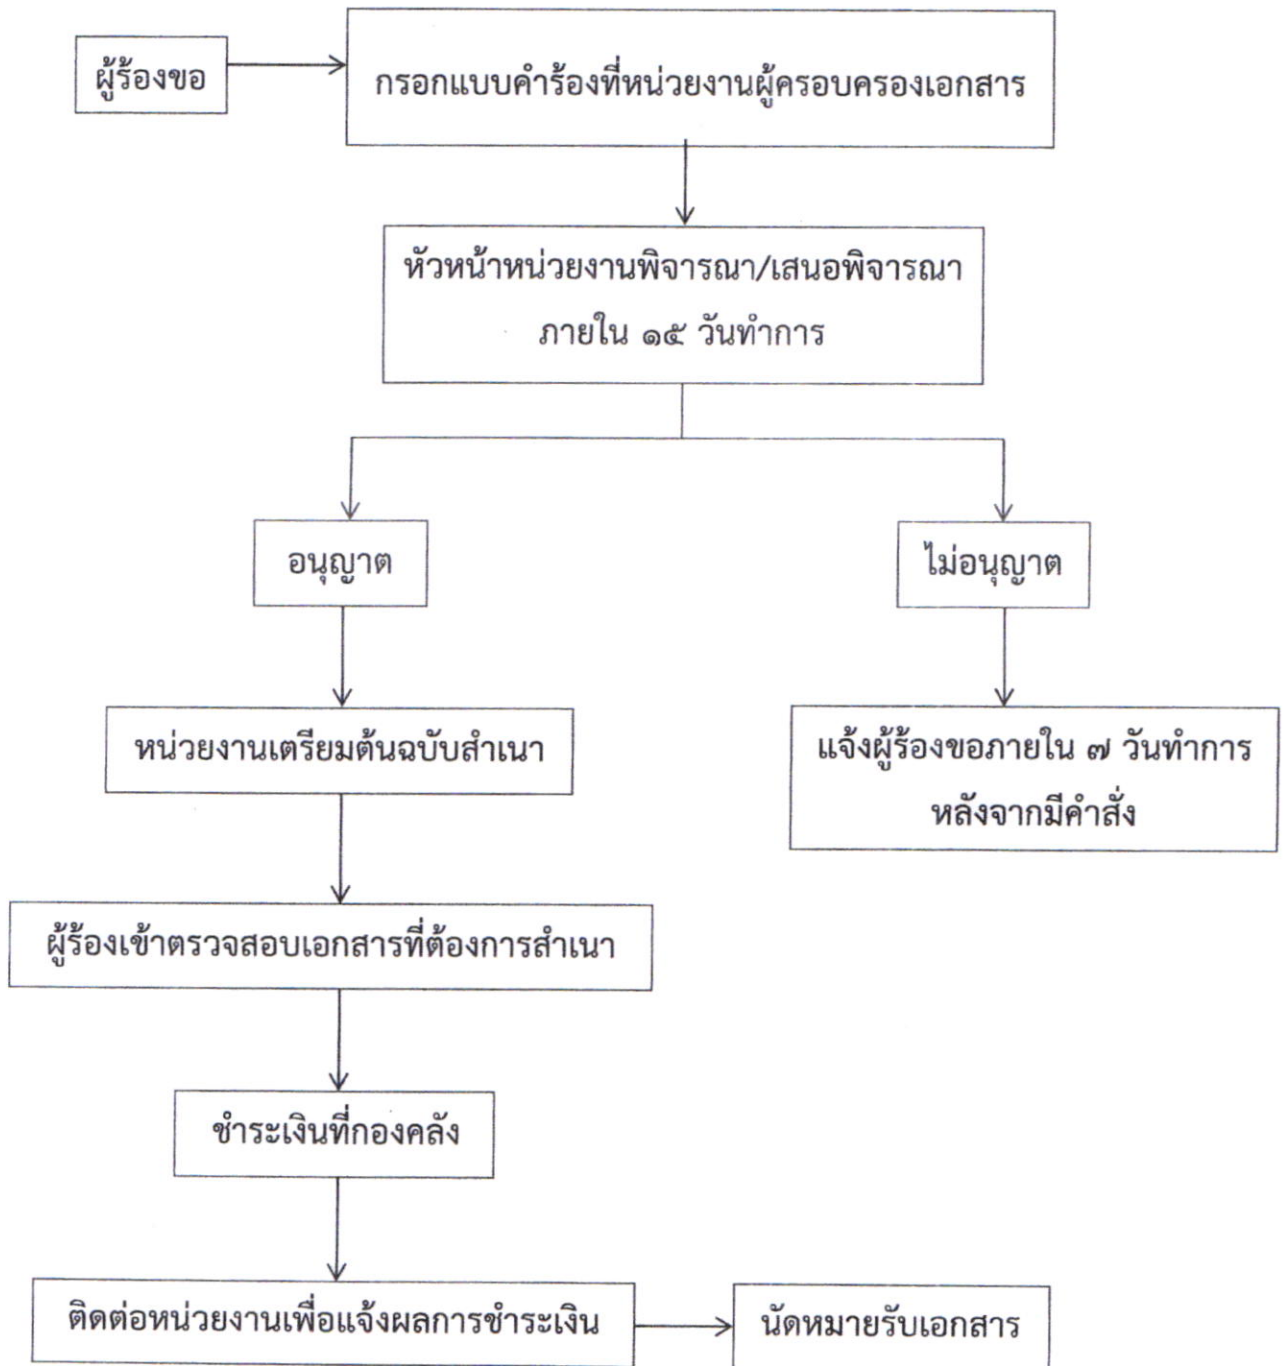 ผู้ร้องขอ
กรอกแบบคำร้องที่หน่วยงานผู้ครอบครองเอกสาร
หัวหน้าหน่วยงานพิจารณา/เสนอพิจารณา
ภายใน ๑๕ วันทำการ
อนุญาต
ไม่อนุญาต
หน่วยงานเตรียมต้นฉบับสำเนา
แจ้งผู้ร้องขอภายใน ๗ วันทำการ
หลังจากมีคำสั่ง
ผู้ร้องเข้าตรวจสอบเอกสารที่ต้องการสำเนา
ชำระเงินที่กองคลัง
ติดต่อหน่วยงานเพื่อแจ้งผลการชำระเงิน
นัดหมายรับเอกสาร